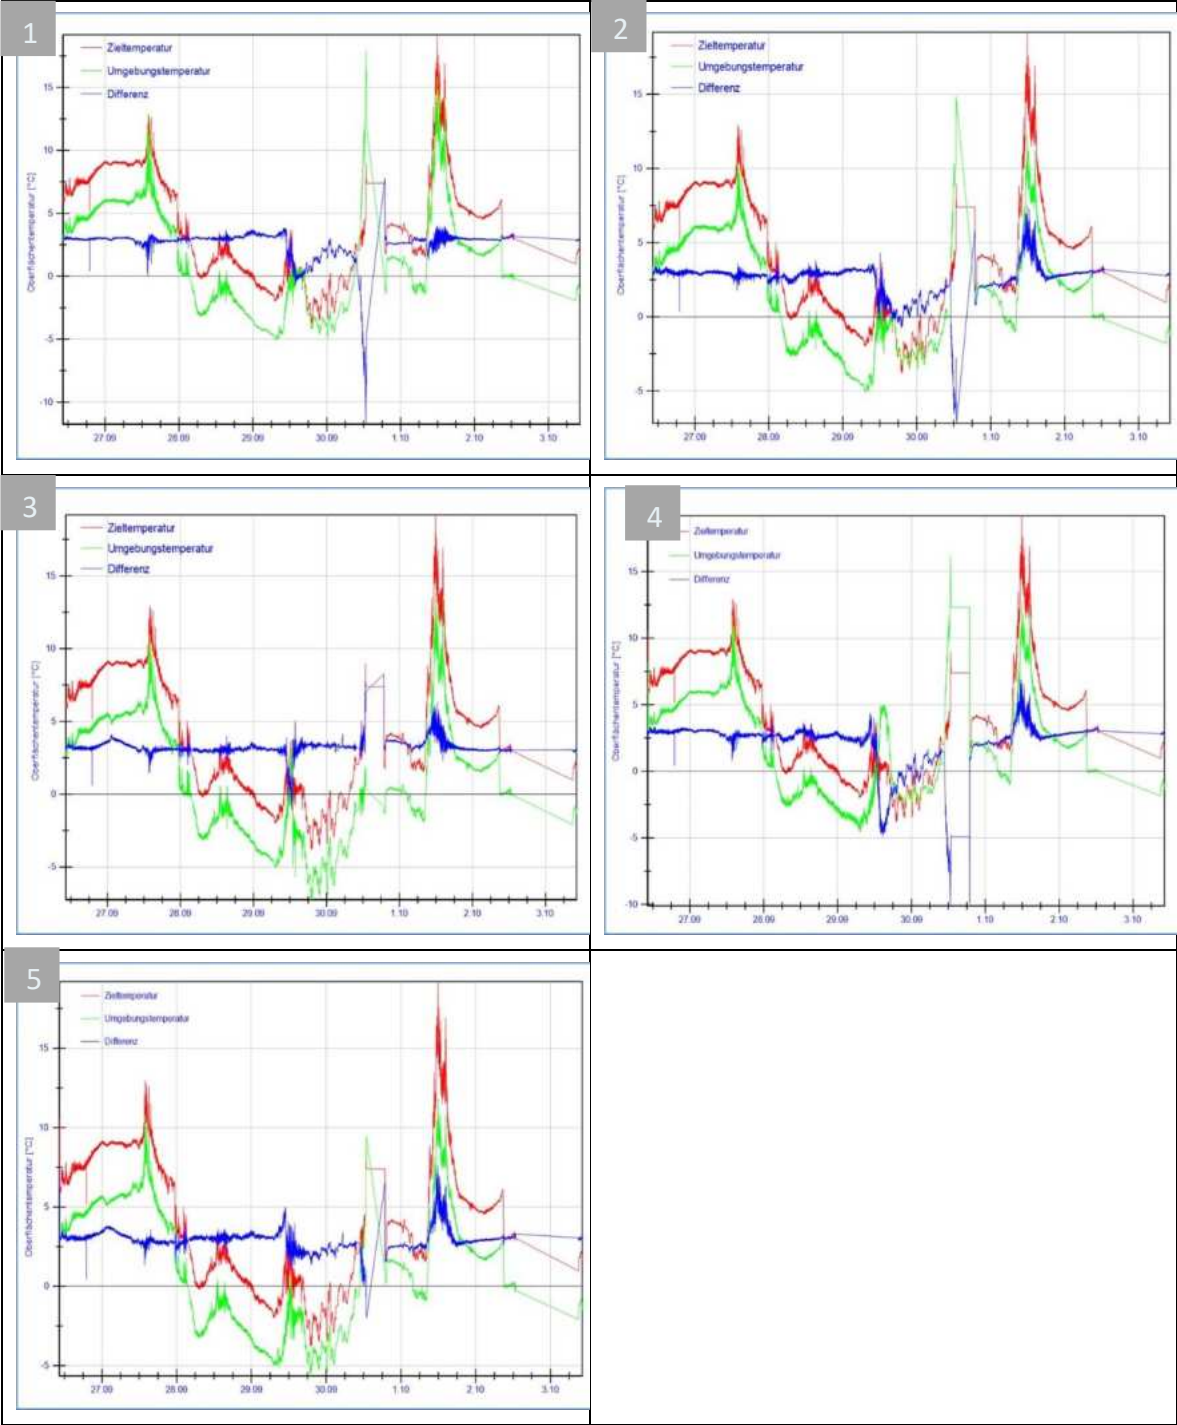 1
Zieltemperatur
Umgebungstemperatur
Differenz
Oberflächentemperatur [°C]
15
10
5
0
-5
-10
27.09 28.09 29.09 30.09 1.10 2.10 3.10
2
Zieltemperatur
Umgebungstemperatur
Differenz
Oberflächentemperatur [°C]
15
10
5
0
-5
27.09 28.09 29.09 30.09 1.10 2.10 3.10
3
Zieltemperatur
Umgebungstemperatur
Differenz
Oberflächentemperatur [°C]
15
10
5
0
-5
27.09 28.09 29.09 30.09 1.10 2.10 3.10
4
Zieltemperatur
Umgebungstemperatur
Differenz
Oberflächentemperatur [°C]
15
10
5
0
-5
-10
27.09 28.09 29.09 30.09 1.10 2.10 3.10
5
Zieltemperatur
Umgebungstemperatur
Differenz
Oberflächentemperatur [°C]
15
10
5
0
-5
27.09 28.09 29.09 30.09 1.10 2.10 3.10